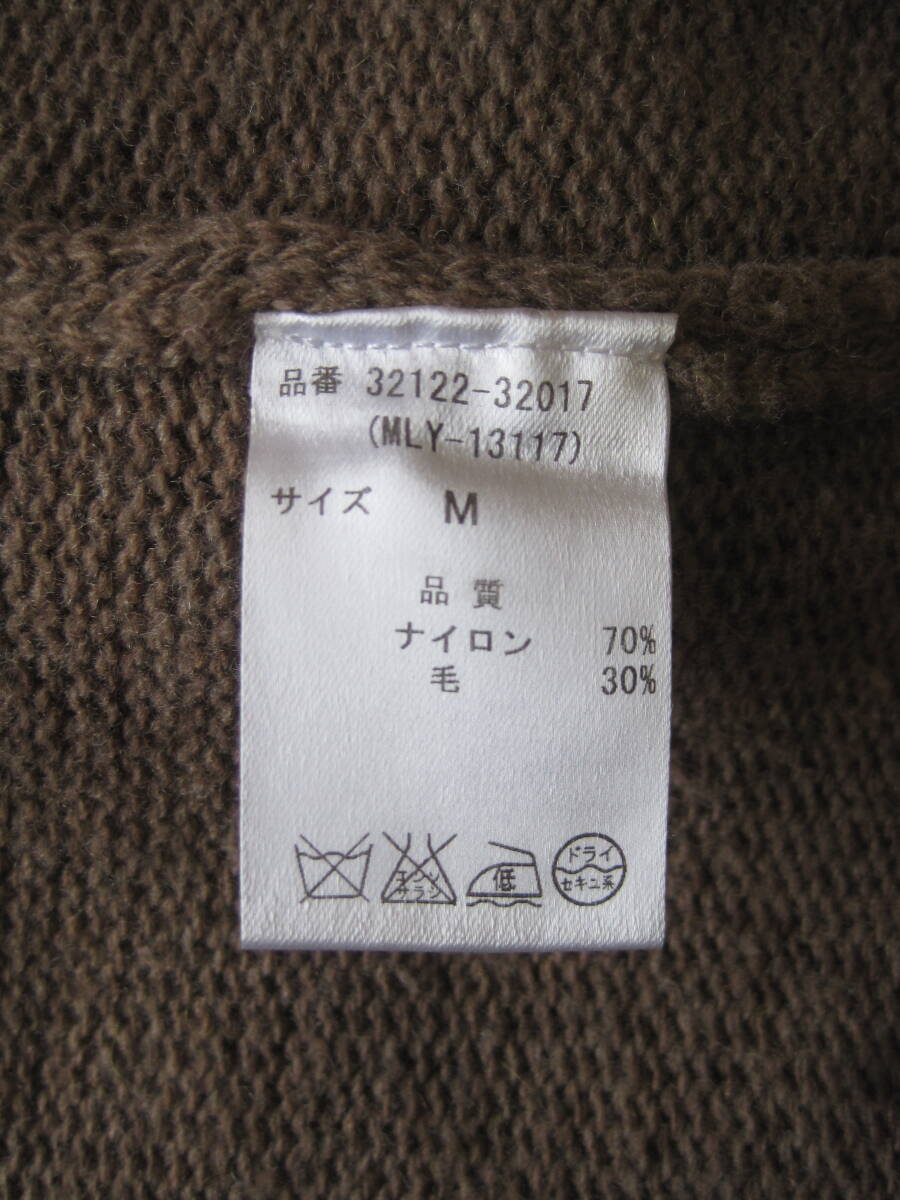 品番 32122-32017
(MLY-13117)
サイズ M
品質
ナイロン 70%
毛 30%
エンソ
サラシ
低
ドライ
セキユ系